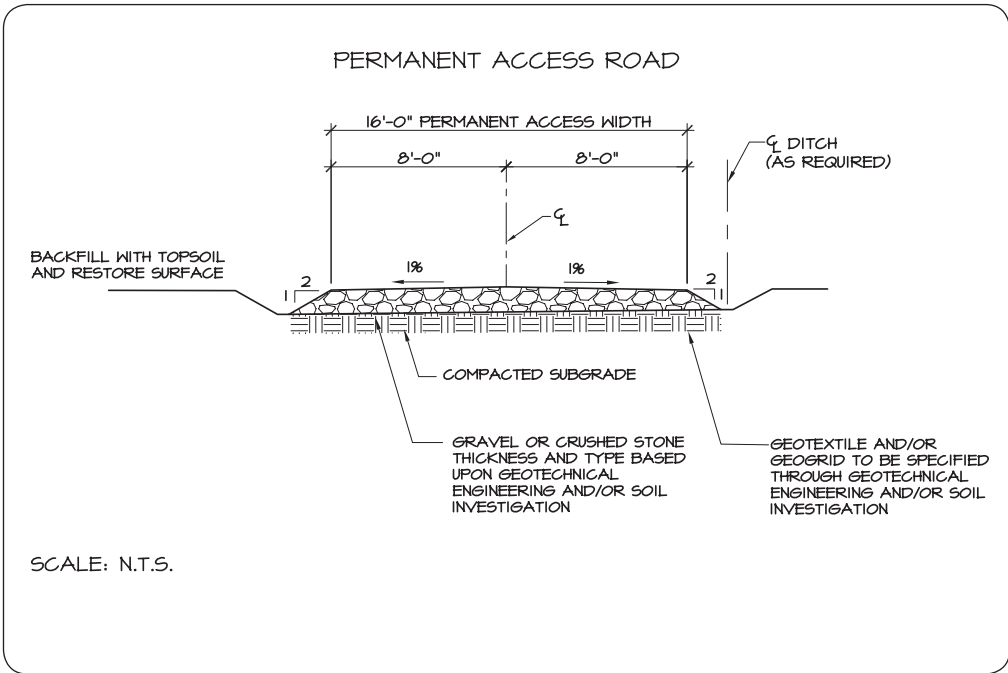 PERMANENT ACCESS ROAD
16'-0" PERMANENT ACCESS WIDTH
8'-0"
8'-0"
℄ DITCH
(AS REQUIRED)
℄
BACKFILL WITH TOPSOIL
AND RESTORE SURFACE
1%
1%
1
2
2
1
COMPACTED SUBGRADE
GRAVEL OR CRUSHED STONE
THICKNESS AND TYPE BASED
UPON GEOTECHNICAL
ENGINEERING AND/OR SOIL
INVESTIGATION
GEOTEXTILE AND/OR
GEOGRID TO BE SPECIFIED
THROUGH GEOTECHNICAL
ENGINEERING AND/OR SOIL
INVESTIGATION
SCALE: N.T.S.